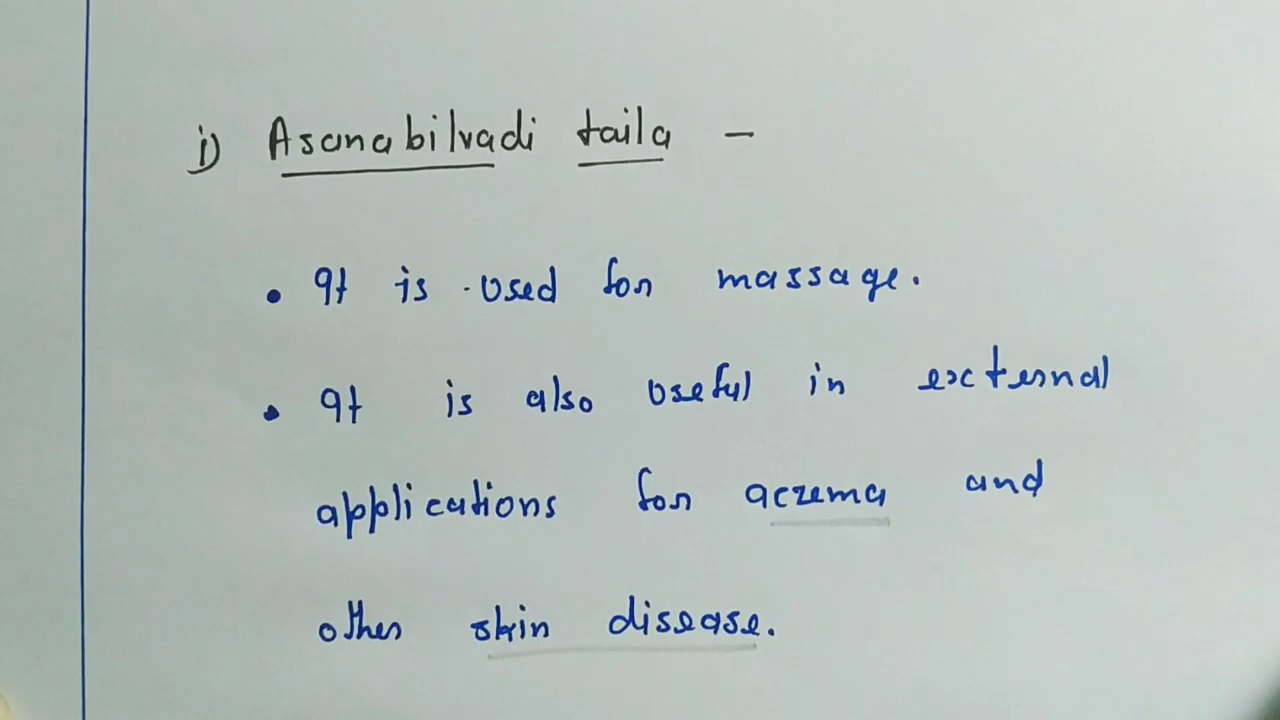 i) Asanabilvadi taila -
• It is used for massage.
• It is also useful in external
applications for aczema and
other skin disease.